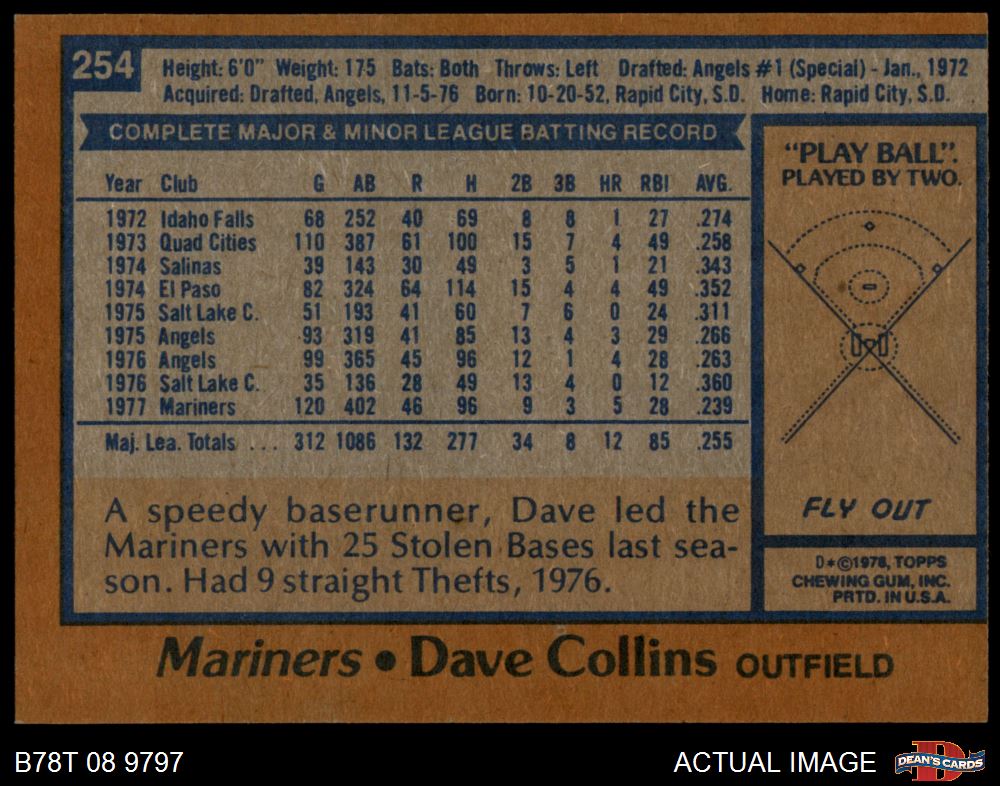 254
Height: 6'0" Weight: 175 Bats: Both Throws: Left Drafted: Angels #1 (Special) - Jan., 1972
Acquired: Drafted, Angels, 11-5-76 Born: 10-20-52, Rapid City, S.D. Home: Rapid City, S.D.
COMPLETE MAJOR & MINOR LEAGUE BATTING RECORD
Year Club G AB R H 2B 3B HR RBI AVG.
1972 Idaho Falls 68 252 40 69 8 8 1 27 .274
1973 Quad Cities 110 387 61 100 15 7 4 49 .258
1974 Salinas 39 143 30 49 3 5 1 21 .343
1974 El Paso 82 324 64 114 15 4 4 49 .352
1975 Salt Lake C. 51 193 41 60 7 6 0 24 .311
1975 Angels 93 319 41 85 13 4 3 29 .266
1976 Angels 99 365 45 96 12 1 4 28 .263
1976 Salt Lake C. 35 136 28 49 13 4 0 12 .360
1977 Mariners 120 402 46 96 9 3 5 28 .239
Maj. Lea. Totals ... 312 1086 132 277 34 8 12 85 .255
A speedy baserunner, Dave led the
Mariners with 25 Stolen Bases last sea-
son. Had 9 straight Thefts, 1976.
"PLAY BALL".
PLAYED BY TWO.
FLY OUT
D*©1978, TOPPS
CHEWING GUM, INC.
PRTD. IN U.S.A.
Mariners • Dave Collins OUTFIELD
B78T 08 9797
ACTUAL IMAGE
D
DEAN'S CARDS